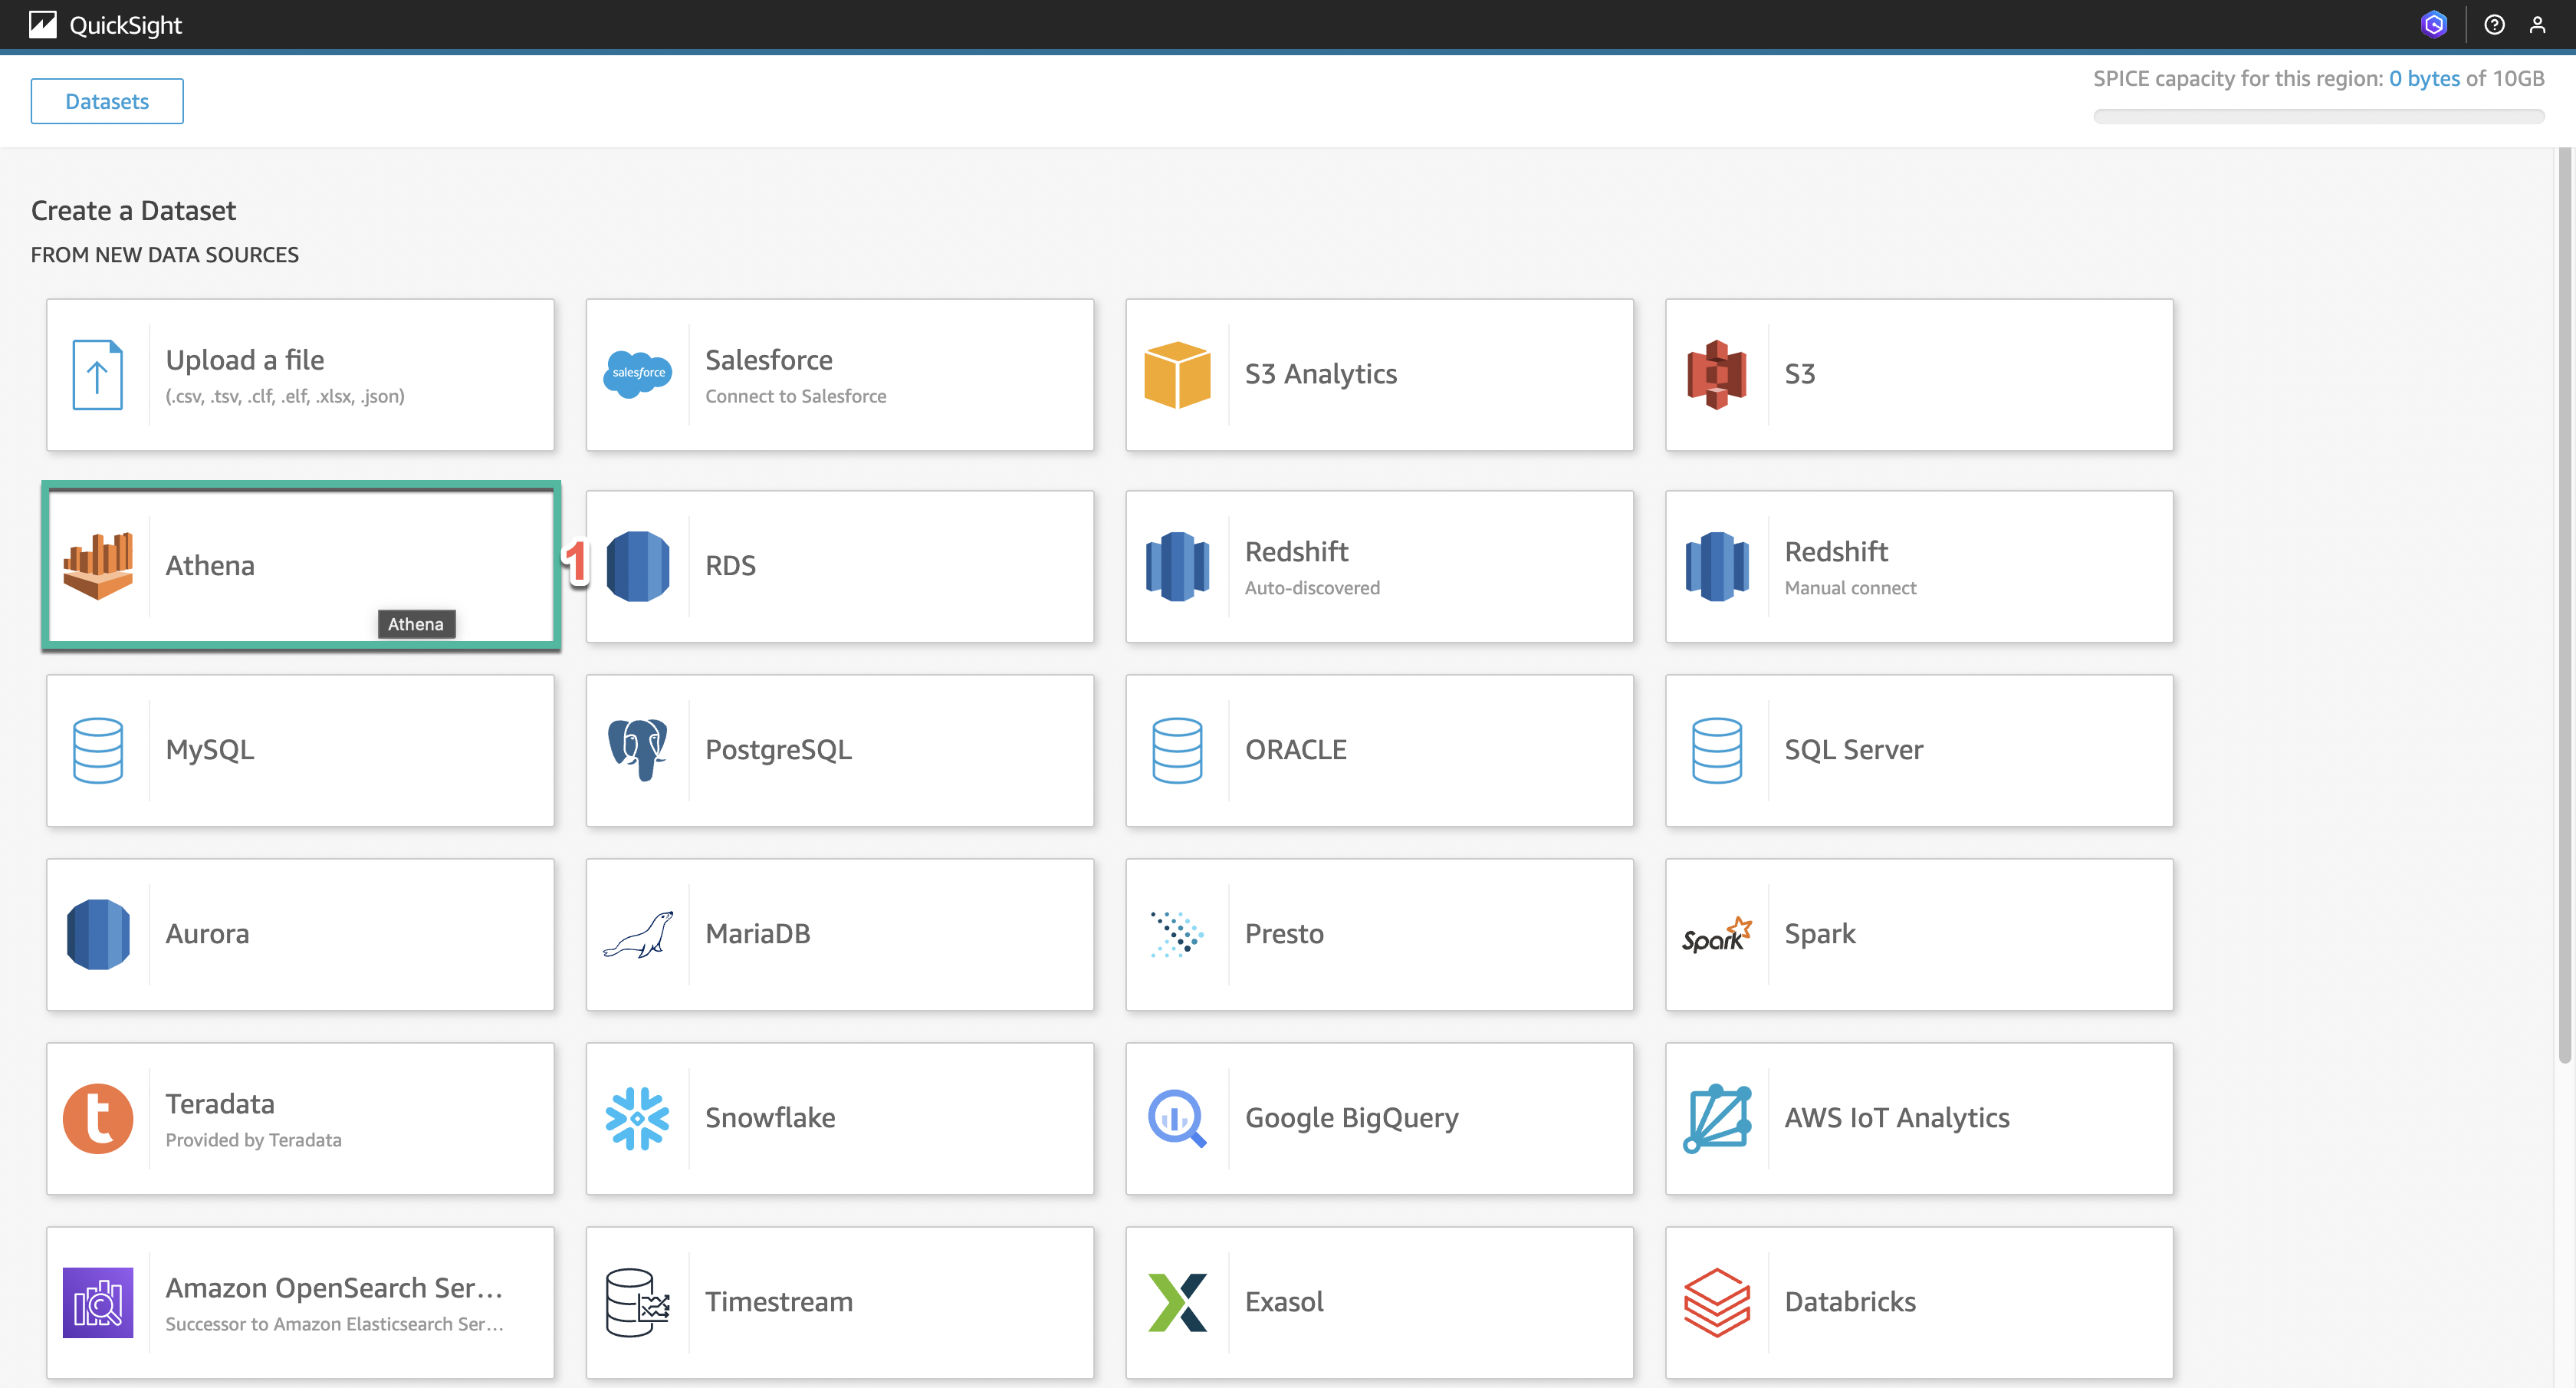 QuickSight
Datasets
SPICE capacity for this region: 0 bytes of 10GB
Create a Dataset
FROM NEW DATA SOURCES
Upload a file
(.csv, .tsv, .clf, .elf, .xlsx, .json)
salesforce
Salesforce
Connect to Salesforce
S3 Analytics
S3
Athena
Athena
1
RDS
Redshift
Auto-discovered
Redshift
Manual connect
MySQL
PostgreSQL
ORACLE
SQL Server
Aurora
MariaDB
Presto
Spark
Spark
t
Teradata
Provided by Teradata
Snowflake
Google BigQuery
AWS IoT Analytics
Amazon OpenSearch Ser...
Successor to Amazon Elasticsearch Ser...
Timestream
Exasol
Databricks